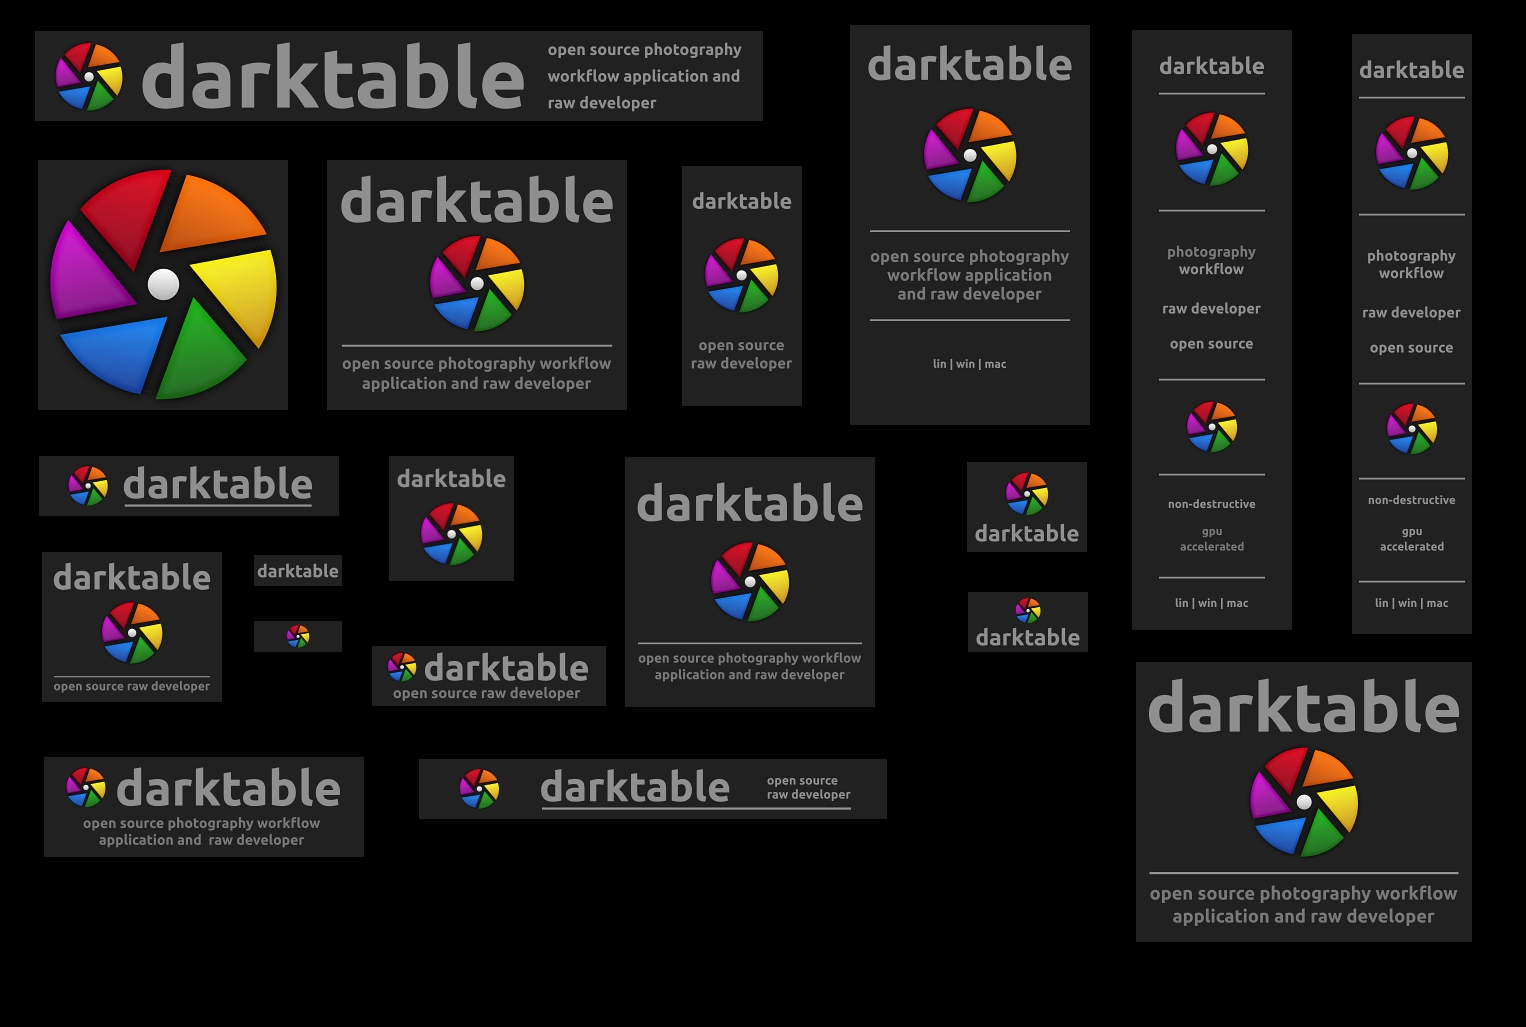 darktable
open source photography
workflow application and
raw developer
darktable
open source photography workflow
application and raw developer
darktable
open source
raw developer
darktable
open source photography
workflow application
and raw developer
lin | win | mac
darktable
photography
workflow
raw developer
open source
non-destructive
gpu
accelerated
lin | win | mac
darktable
photography
workflow
raw developer
open source
non-destructive
gpu
accelerated
lin | win | mac
darktable
darktable
darktable
open source photography workflow
application and raw developer
darktable
darktable
open source raw developer
darktable
darktable
open source raw developer
darktable
darktable
open source photography workflow
application and raw developer
darktable
open source photography workflow
application and  raw developer
darktable
open source
raw developer